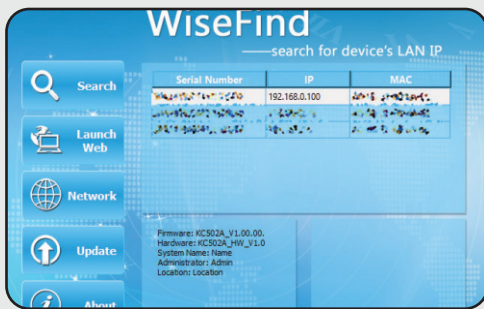 WiseFind
——search for device's LAN IP
Search
Launch
Web
Network
Update
About
Serial Number IP MAC
192.168.0.100
Firmware: KC502A_V1.00.00.
Hardware: KC502A_HW_V1.0
System Name: Name
Administrator: Admin
Location: Location